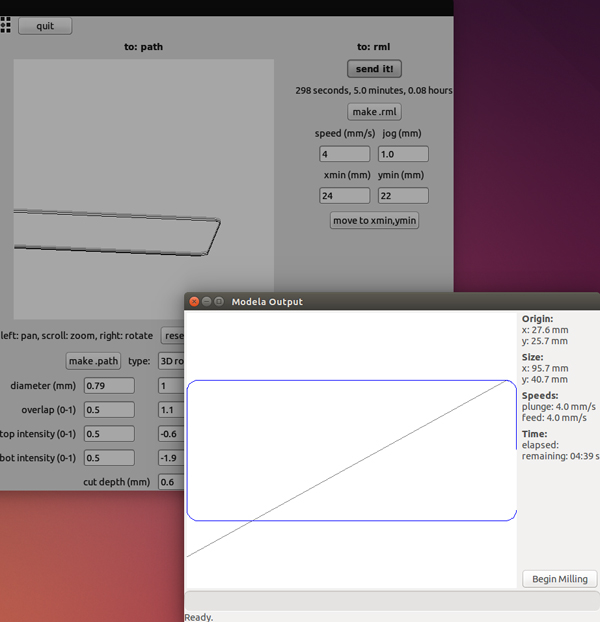 quit
to: path
to: rml
send it!
298 seconds, 5.0 minutes, 0.08 hours
make .rml
speed (mm/s) jog (mm)
4 1.0
xmin (mm) ymin (mm)
24 22
move to xmin,ymin
left: pan, scroll: zoom, right: rotate
make .path type: 3D
diameter (mm) 0.79 1
overlap (0-1) 0.5 1.1
top intensity (0-1) 0.5 -0.6
bot intensity (0-1) 0.5 -1.9
cut depth (mm) 0.6
Modela Output
Origin:
x: 27.6 mm
y: 25.7 mm
Size:
x: 95.7 mm
y: 40.7 mm
Speeds:
plunge: 4.0 mm/s
feed: 4.0 mm/s
Time:
elapsed:
remaining: 04:39 s
Begin Milling
Ready.